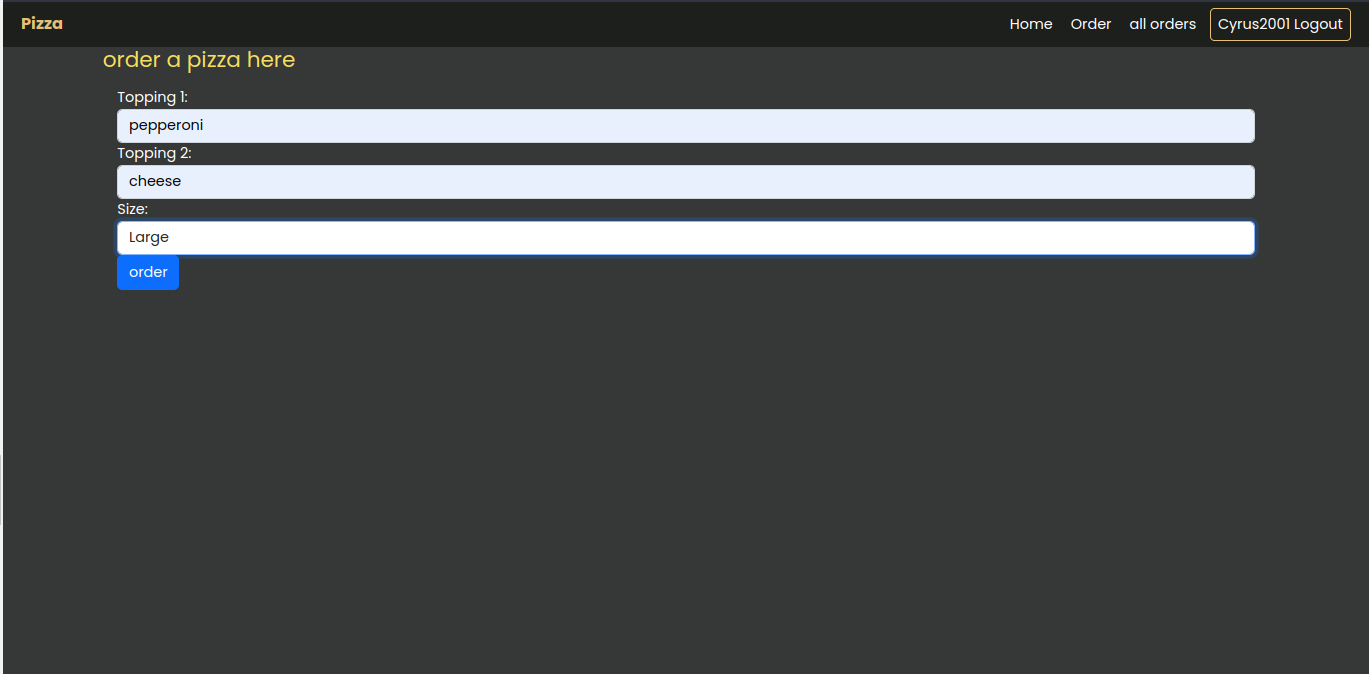 Pizza Home Order all orders Cyrus2001 Logout
order a pizza here
Topping 1:
pepperoni
Topping 2:
cheese
Size:
Large
order